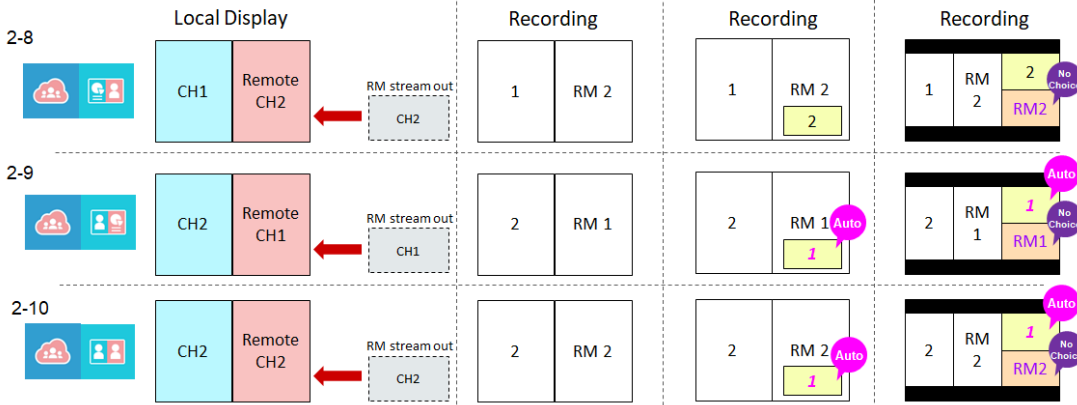 Local Display
Recording
Recording
Recording
2-8
CH1
Remote
CH2
RM stream out
CH2
1
RM 2
1
RM 2
2
1
RM
2
2
RM2
No
Choice
2-9
CH2
Remote
CH1
RM stream out
CH1
2
RM 1
2
RM 1
Auto
1
2
RM
1
1
RM1
Auto
No
Choice
2-10
CH2
Remote
CH2
RM stream out
CH2
2
RM 2
2
RM 2
Auto
1
2
RM
2
1
RM2
Auto
No
Choice